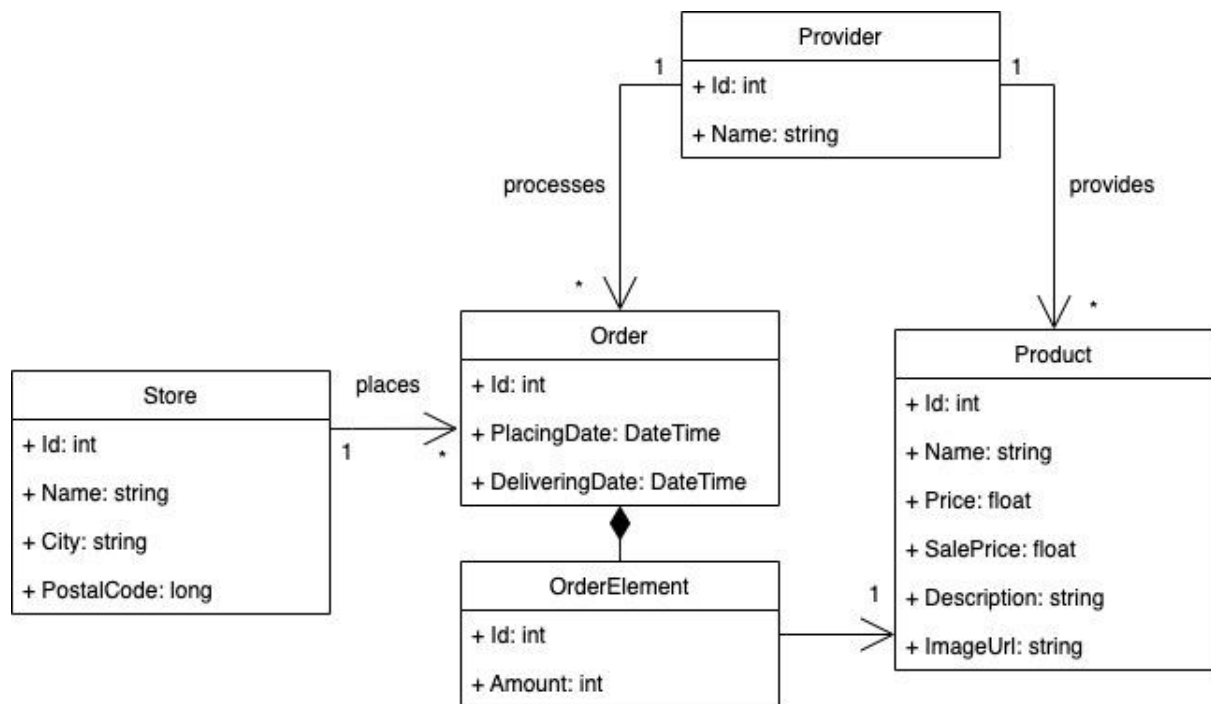 Provider
+ Id: int
+ Name: string
1
1
processes
provides
*
*
Order
+ Id: int
+ PlacingDate: DateTime
+ DeliveringDate: DateTime
Product
+ Id: int
+ Name: string
+ Price: float
+ SalePrice: float
+ Description: string
+ ImageUrl: string
Store
+ Id: int
+ Name: string
+ City: string
+ PostalCode: long
places
1
*
OrderElement
+ Id: int
+ Amount: int
1